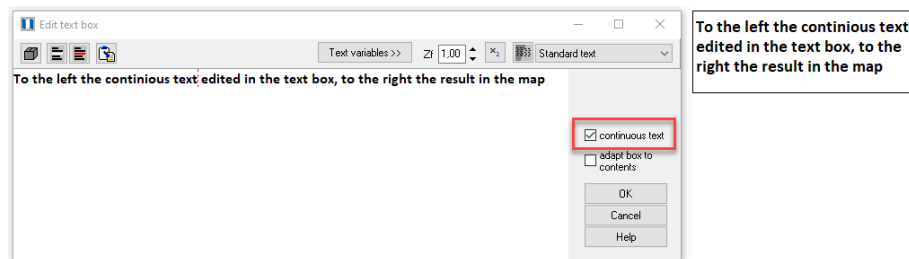 Edit text box
Text variables >> Zf 1,00 x₂ Standard text
To the left the continious text edited in the text box, to the right the result in the map
continuous text
adapt box to
contents
OK
Cancel
Help
To the left the continious text
edited in the text box, to the
right the result in the map